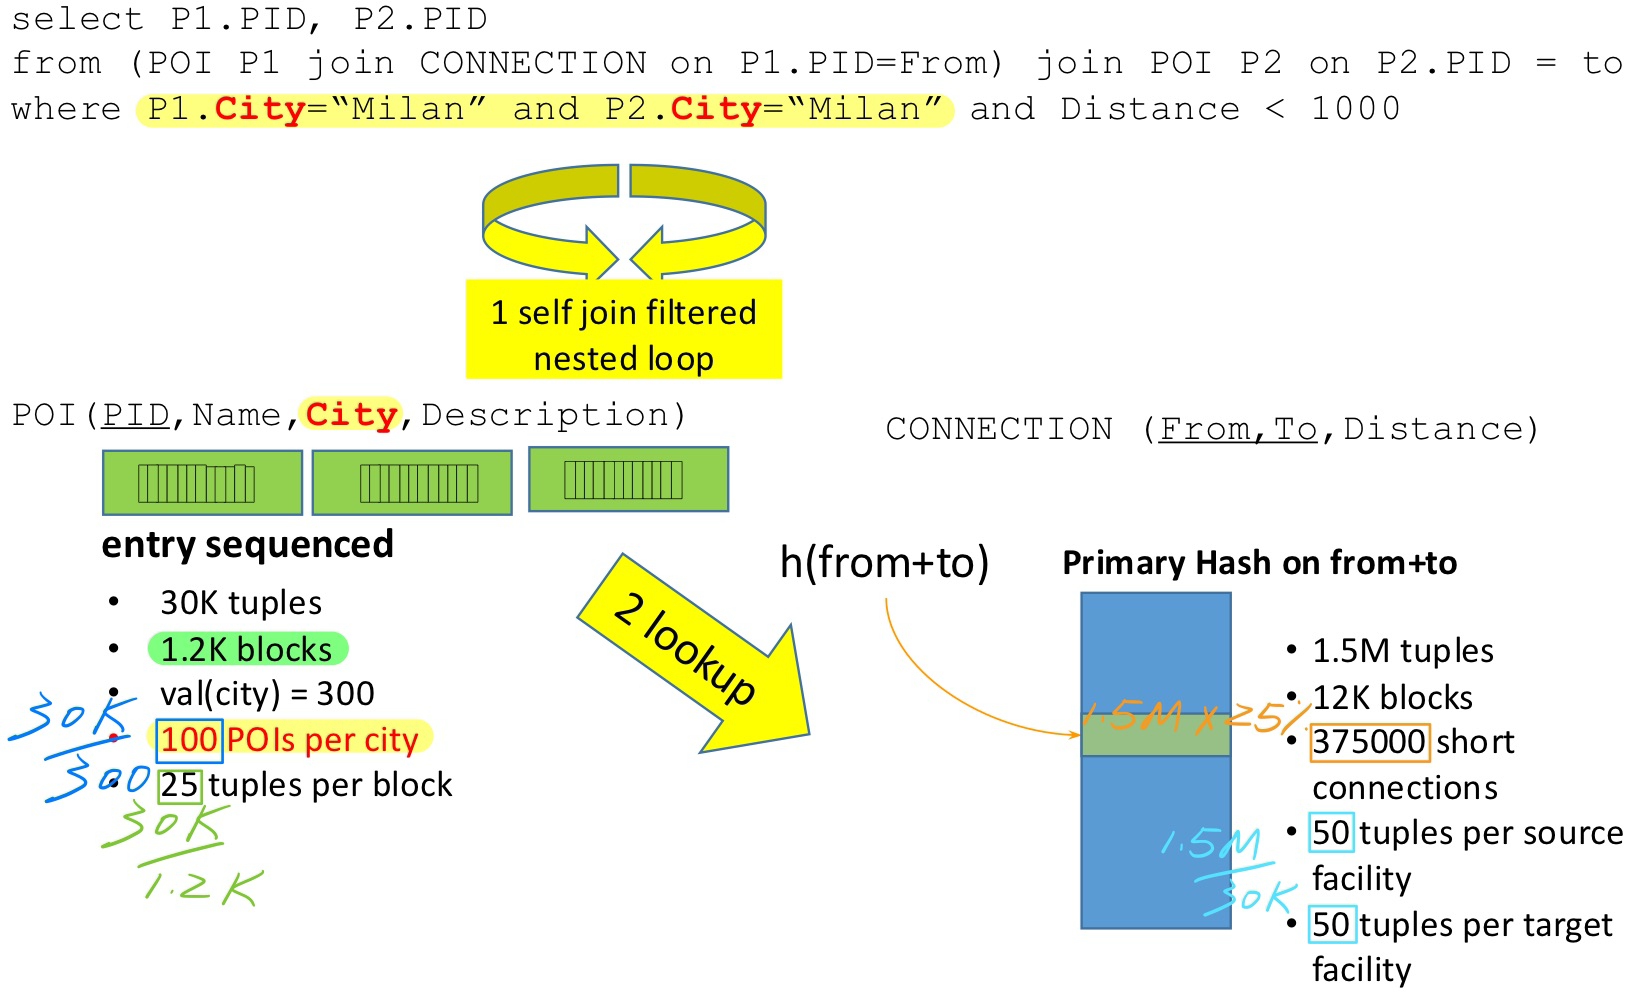 select P1.PID, P2.PID
from (POI P1 join CONNECTION on P1.PID=From) join POI P2 on P2.PID = to
where P1.City=“Milan” and P2.City=“Milan” and Distance < 1000
1 self join filtered
nested loop
POI(PID,Name,City,Description)
CONNECTION (From,To,Distance)
entry sequenced
• 30K tuples
• 1.2K blocks
• val(city) = 300
• 100 POIs per city
• 25 tuples per block
30K
300
30K
1.2K
2 lookup
h(from+to)
Primary Hash on from+to
• 1.5M tuples
• 12K blocks
1.5M x 25%
• 375000 short
connections
• 50 tuples per source
facility
• 50 tuples per target
facility
1.5M
30K